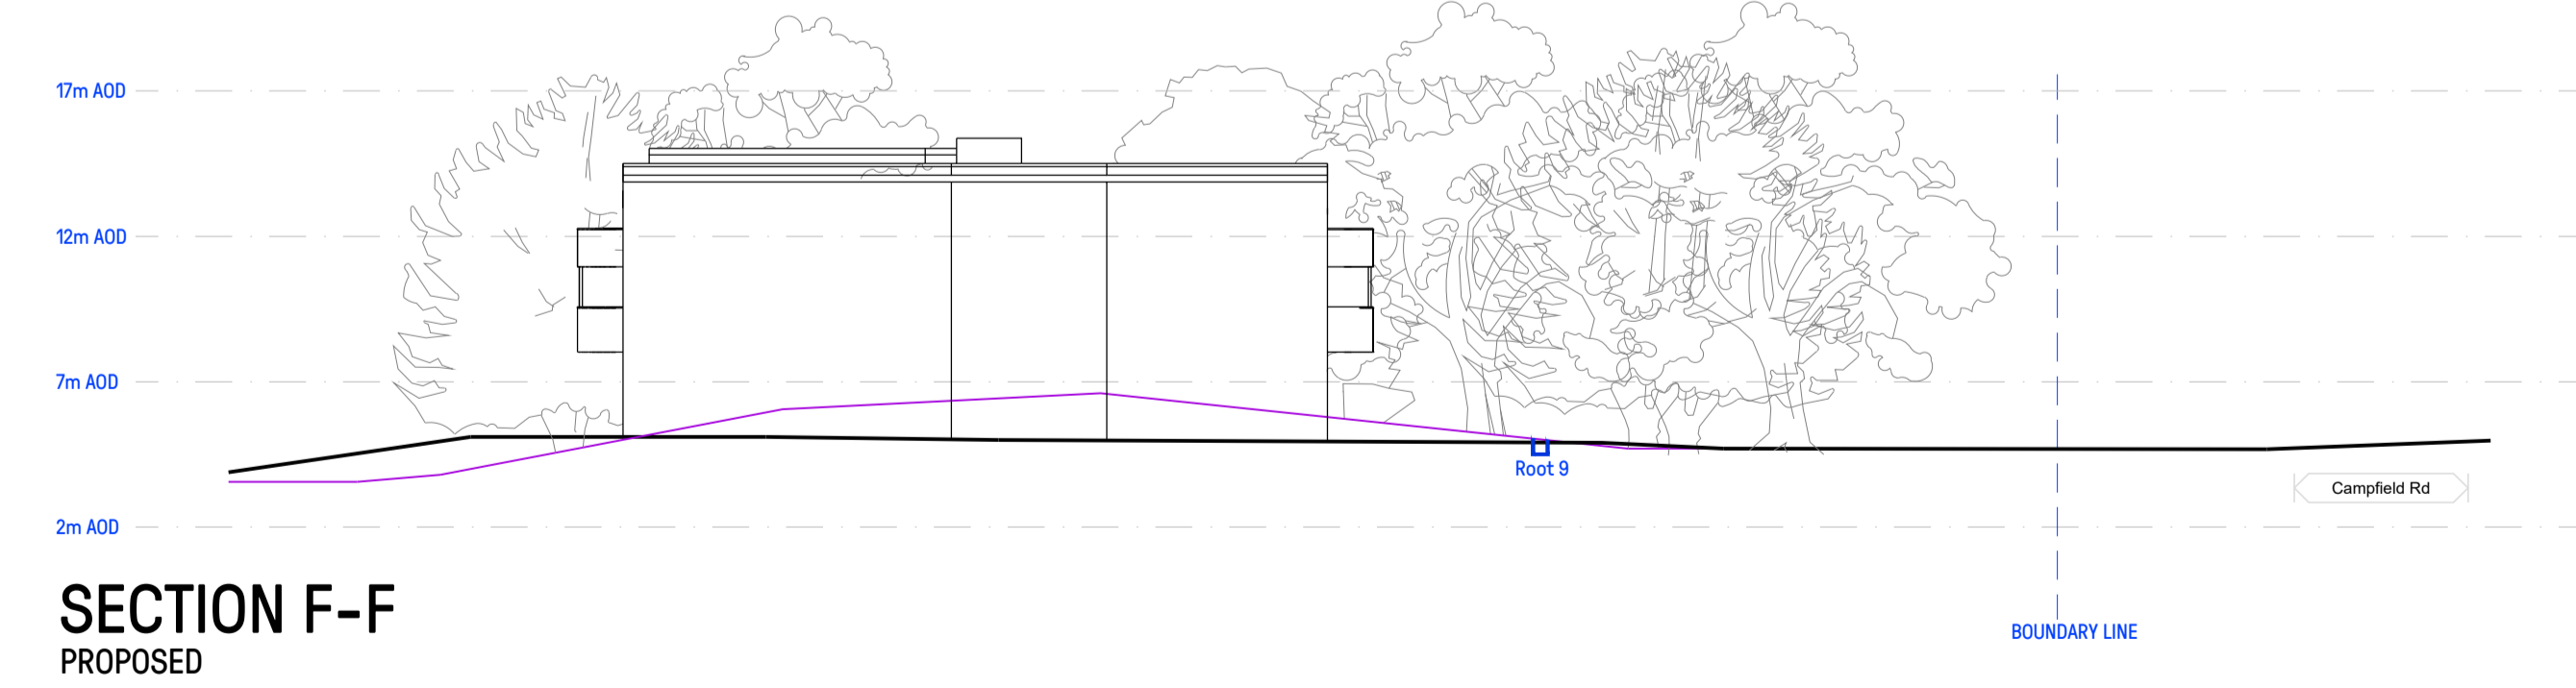 17m AOD
12m AOD
7m AOD
Root 9
Campfield Rd
2m AOD
SECTION F-F
BOUNDARY LINE
PROPOSED